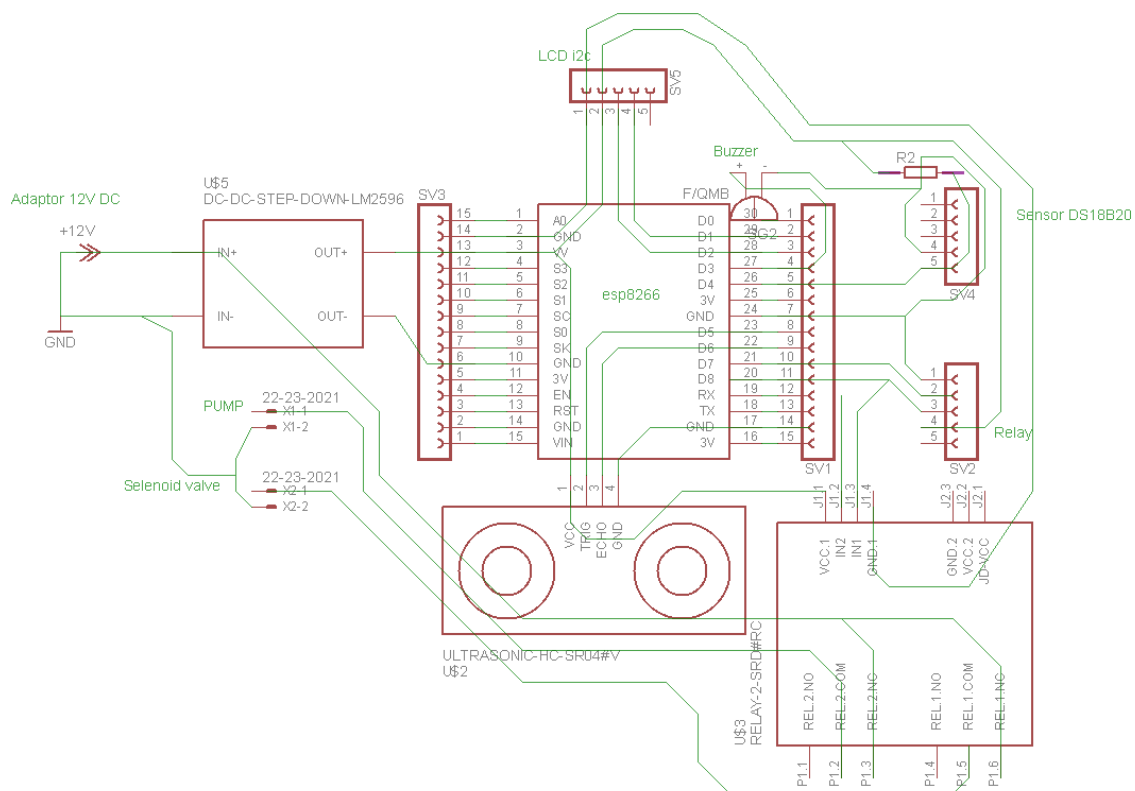 LCD i2c
SV5
1
2
3
4
5
Buzzer
+ -
R2
U$5
DC-DC-STEP-DOWN-LM2596
SV3
F/QMB
SG2
Adaptor 12V DC
+12V
IN+
OUT+
IN-
OUT-
GND
15 1 A0
14 2 GND
13 3 VV
12 4 S3
11 5 S2
10 6 S1
9 7 SC
8 8 S0
7 9 SK
6 10 GND
5 11 3V
4 12 EN
3 13 RST
2 14 GND
1 15 VIN
esp8266
D0 30 1
D1 29 2
D2 28 3
D3 27 4
D4 26 5
3V 25 6
GND 24 7
D5 23 8
D6 22 9
D7 21 10
D8 20 11
RX 19 12
TX 18 13
GND 17 14
3V 16 15
SV1
1
2
3
4
5
SV4
Sensor DS18B20
1
2
3
4
5
SV2
Relay
PUMP
22-23-2021
X1-1
X1-2
Selenoid valve
22-23-2021
X2-1
X2-2
1
2
3
4
VCC
TRIG
ECHO
GND
ULTRASONIC-HC-SR04#V
U$2
J1.1
J1.2
J1.3
J1.4
J2.3
J2.2
J2.1
VCC.1
IN2
IN1
GND.1
GND.2
VCC.2
JD-VCC
U$3
RELAY-2-SRD#RC
REL.2.NO
REL.2.COM
REL.2.NC
REL.1.NO
REL.1.COM
REL.1.NC
P1.1
P1.2
P1.3
P1.4
P1.5
P1.6